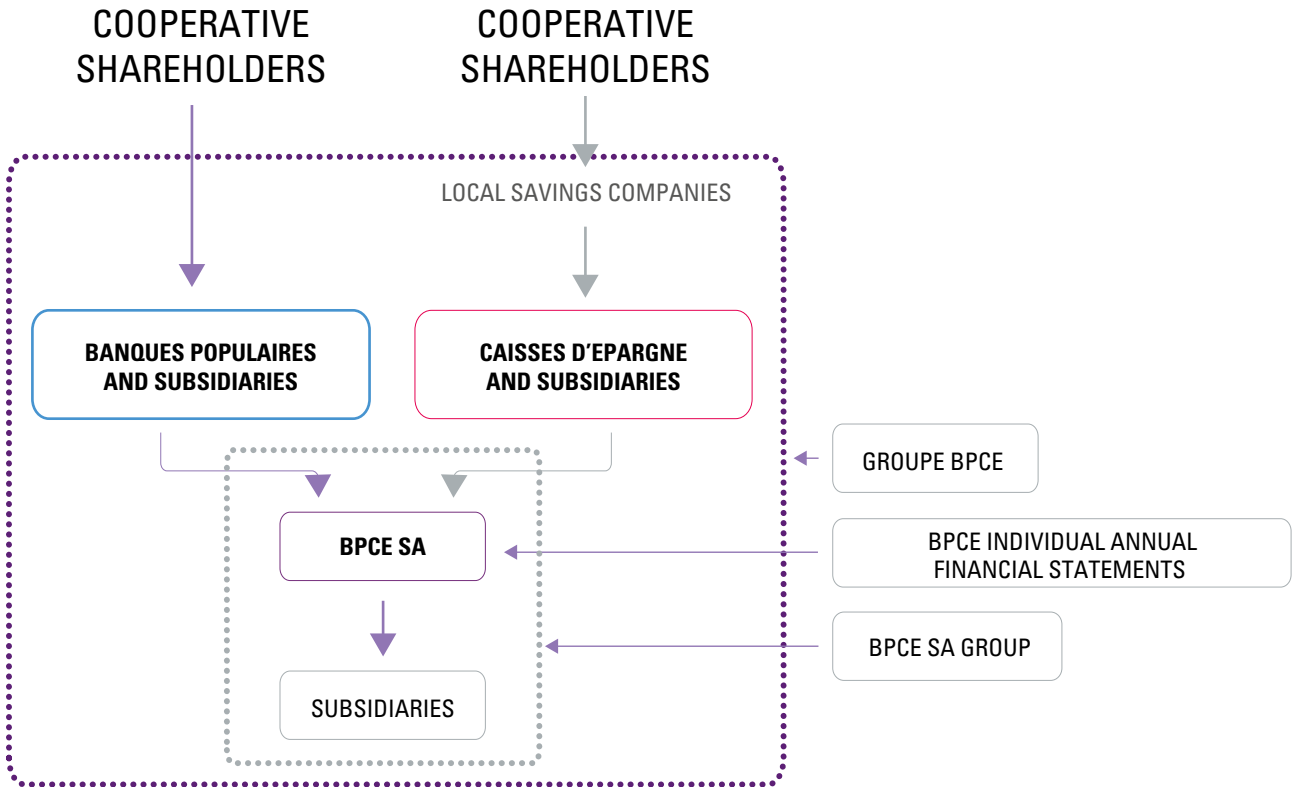 COOPERATIVE
SHAREHOLDERS
COOPERATIVE
SHAREHOLDERS
LOCAL SAVINGS COMPANIES
BANQUES POPULAIRES
AND SUBSIDIARIES
CAISSES D'EPARGNE
AND SUBSIDIARIES
GROUPE BPCE
BPCE SA
BPCE INDIVIDUAL ANNUAL
FINANCIAL STATEMENTS
BPCE SA GROUP
SUBSIDIARIES